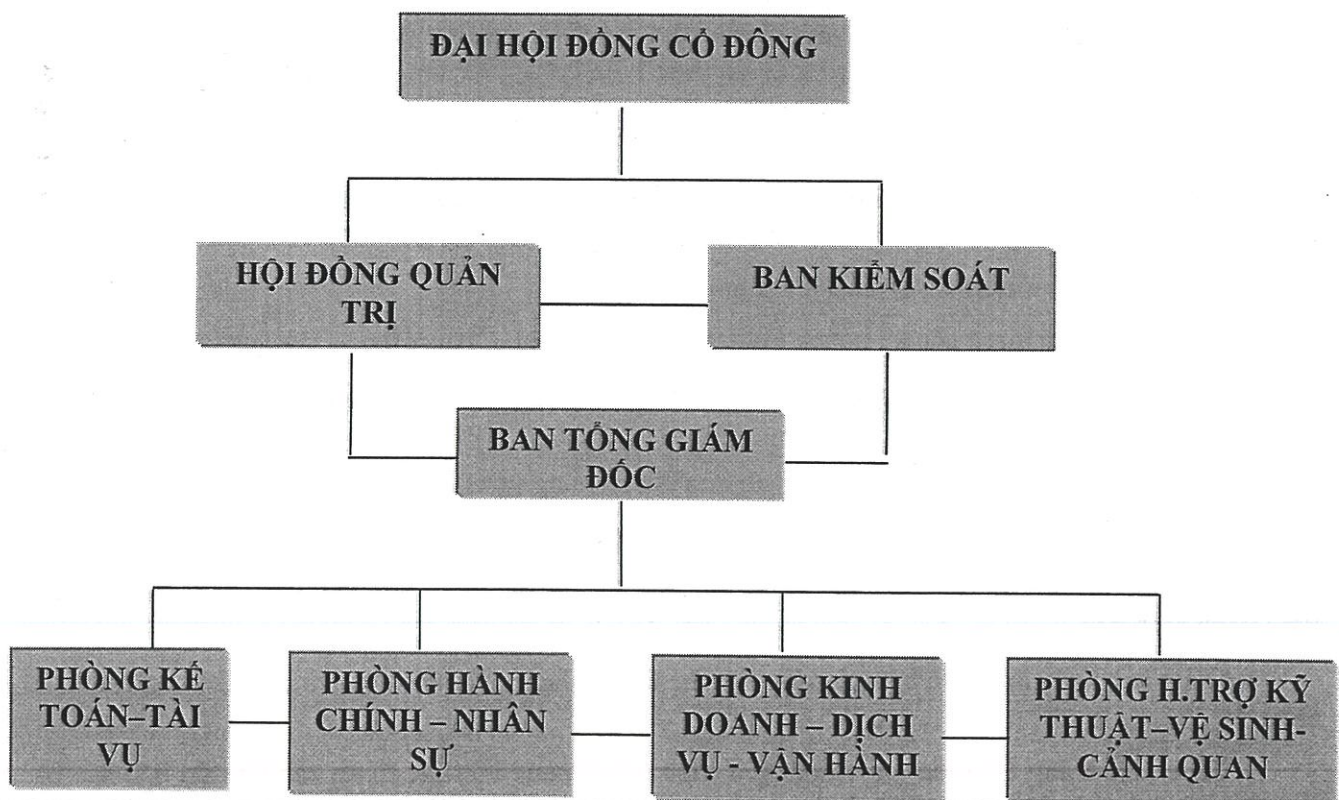 ĐẠI HỘI ĐỒNG CỔ ĐÔNG
HỘI ĐỒNG QUẢN
TRỊ
BAN KIỂM SOÁT
BAN TỔNG GIÁM
ĐỐC
PHÒNG KẾ
TOÁN–TÀI
VỤ
PHÒNG HÀNH
CHÍNH – NHÂN
SỰ
PHÒNG KINH
DOANH – DỊCH
VỤ - VẬN HÀNH
PHÒNG H.TRỢ KỸ
THUẬT–VỆ SINH-
CẢNH QUAN